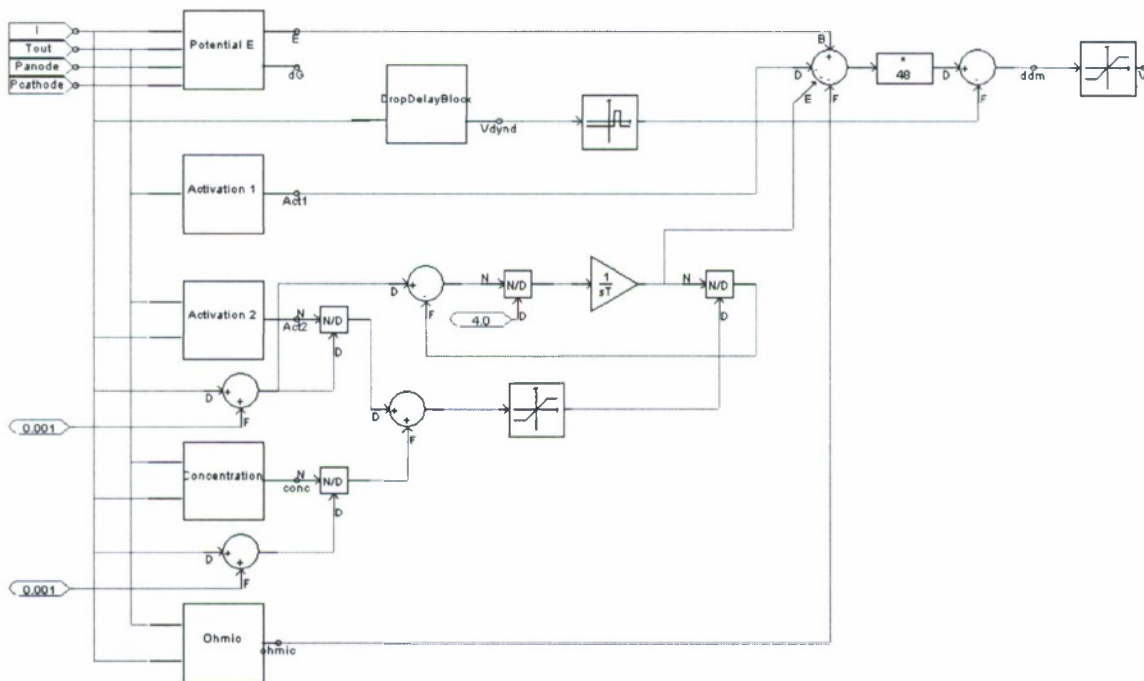 I
Tout
Panode
Pcathode
Potential E
E
dG
DropDelayBlock
Vdynd
B
+
D
-
-
E
-
F
*
48
D
+
-
F
ddm
V
Activation 1
Act1
Activation 2
N
Act2
N/D
D
D
+
-
F
N
N/D
D
4.0
1
sT
N
N/D
D
D
+
+
F
0.001
D
+
+
F
Concentration
N
conc
N/D
D
D
+
+
F
0.001
Ohmic
ohmic